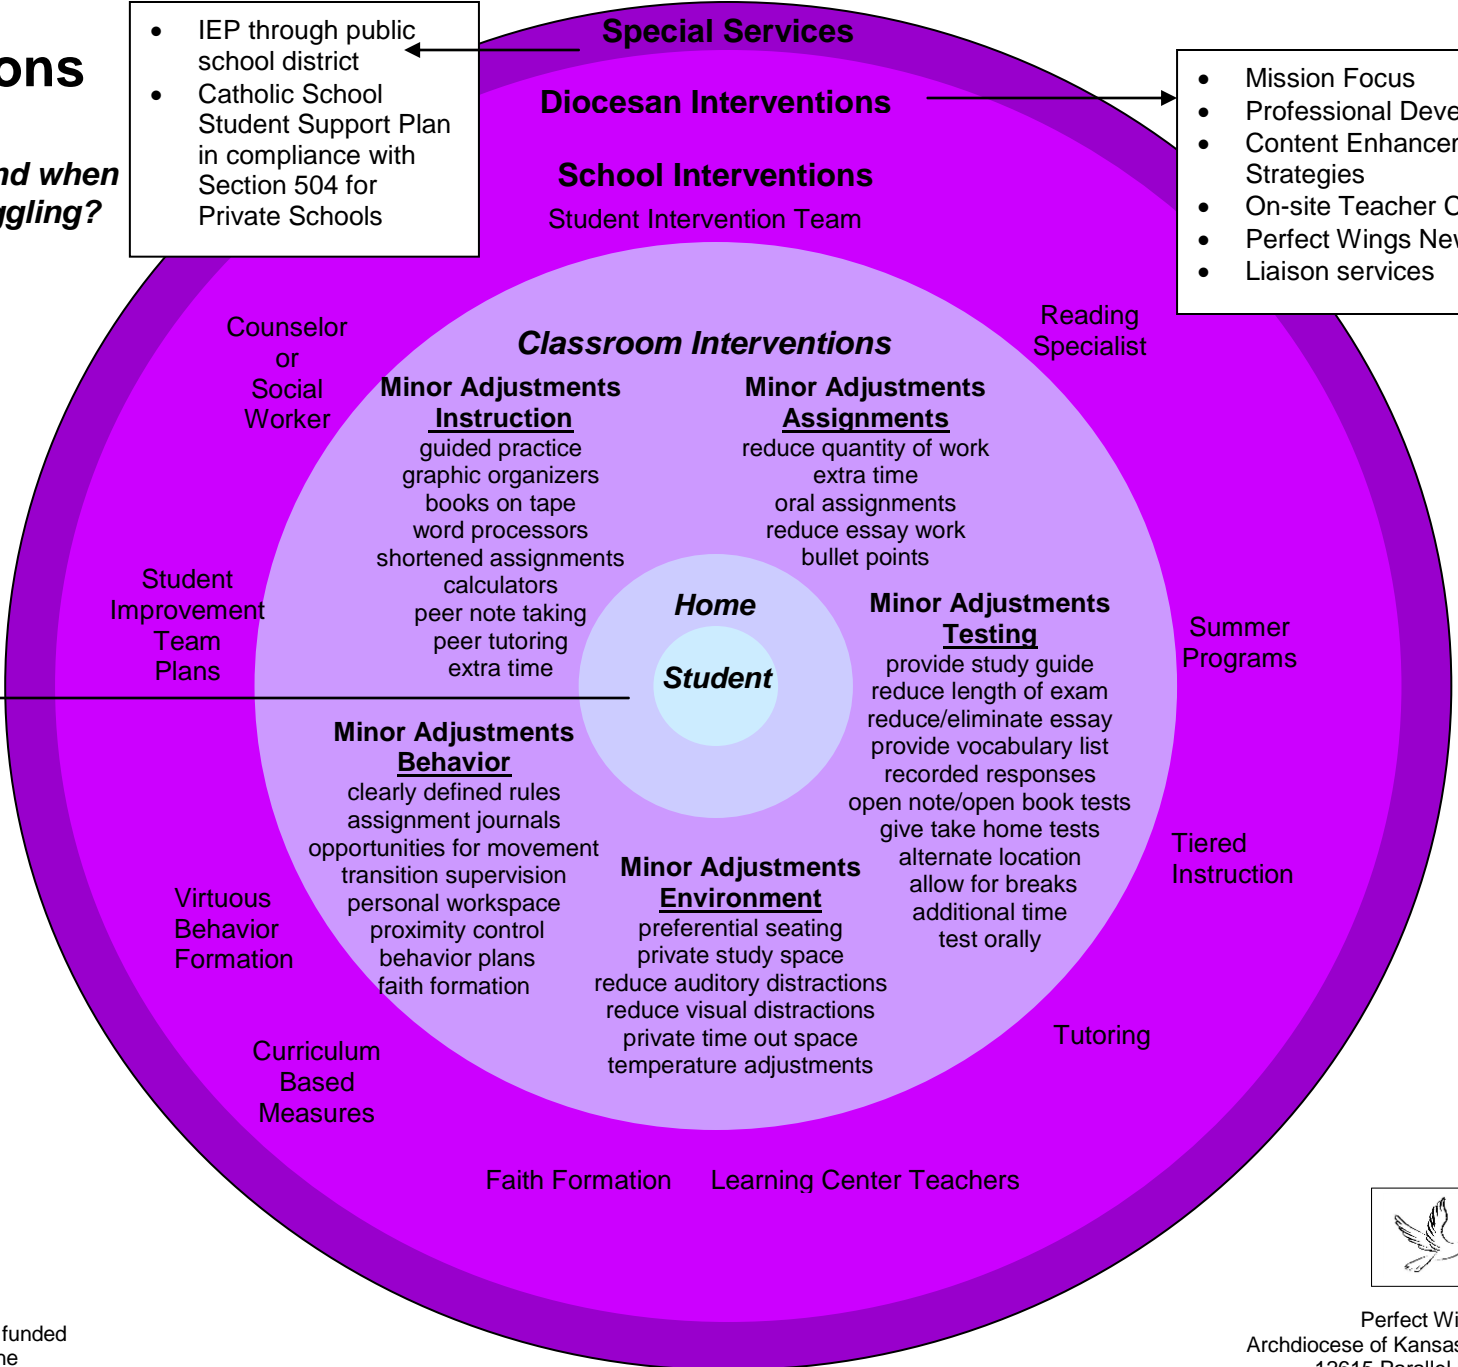 ons
nd when
ggling?
• IEP through public
school district
• Catholic School
Student Support Plan
in compliance with
Section 504 for
Private Schools
Special Services
Diocesan Interventions
School Interventions
Student Intervention Team
• Mission Focus
• Professional Deve
• Content Enhancer
Strategies
• On-site Teacher C
• Perfect Wings New
• Liaison services
Counselor
or
Social
Worker
Reading
Specialist
Classroom Interventions
Minor Adjustments
Instruction
guided practice
graphic organizers
books on tape
word processors
shortened assignments
calculators
peer note taking
peer tutoring
extra time
Minor Adjustments
Assignments
reduce quantity of work
extra time
oral assignments
reduce essay work
bullet points
Student
Improvement
Team
Plans
Home
Student
Minor Adjustments
Testing
provide study guide
reduce length of exam
reduce/eliminate essay
provide vocabulary list
recorded responses
open note/open book tests
give take home tests
alternate location
allow for breaks
additional time
test orally
Summer
Programs
Minor Adjustments
Behavior
clearly defined rules
assignment journals
opportunities for movement
transition supervision
personal workspace
proximity control
behavior plans
faith formation
Minor Adjustments
Environment
preferential seating
private study space
reduce auditory distractions
reduce visual distractions
private time out space
temperature adjustments
Tiered
Instruction
Virtuous
Behavior
Formation
Tutoring
Curriculum
Based
Measures
Faith Formation
Learning Center Teachers
funded
ne
Perfect Wi
Archdiocese of Kansas
12615 Parallel